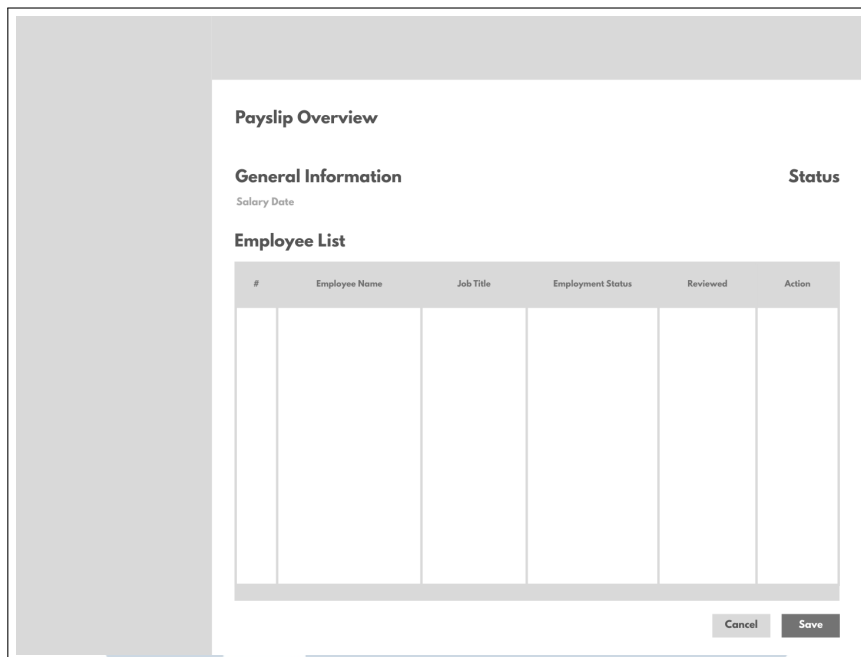 Payslip Overview
General Information Status
Salary Date
Employee List
# Employee Name Job Title Employment Status Reviewed Action
Cancel Save